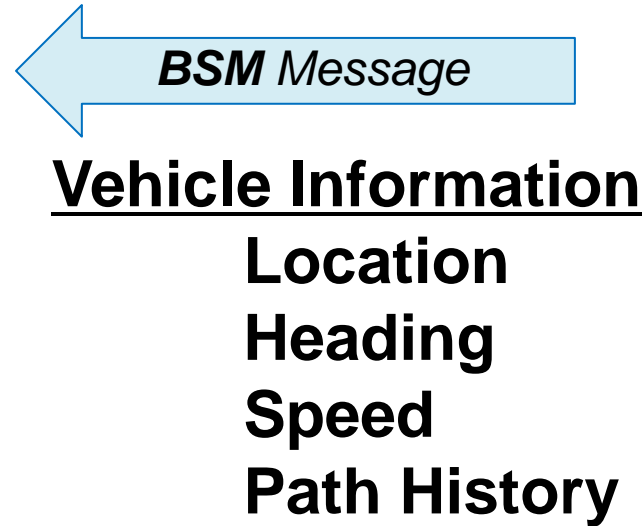 BSM Message
Vehicle Information
Location
Heading
Speed
Path History